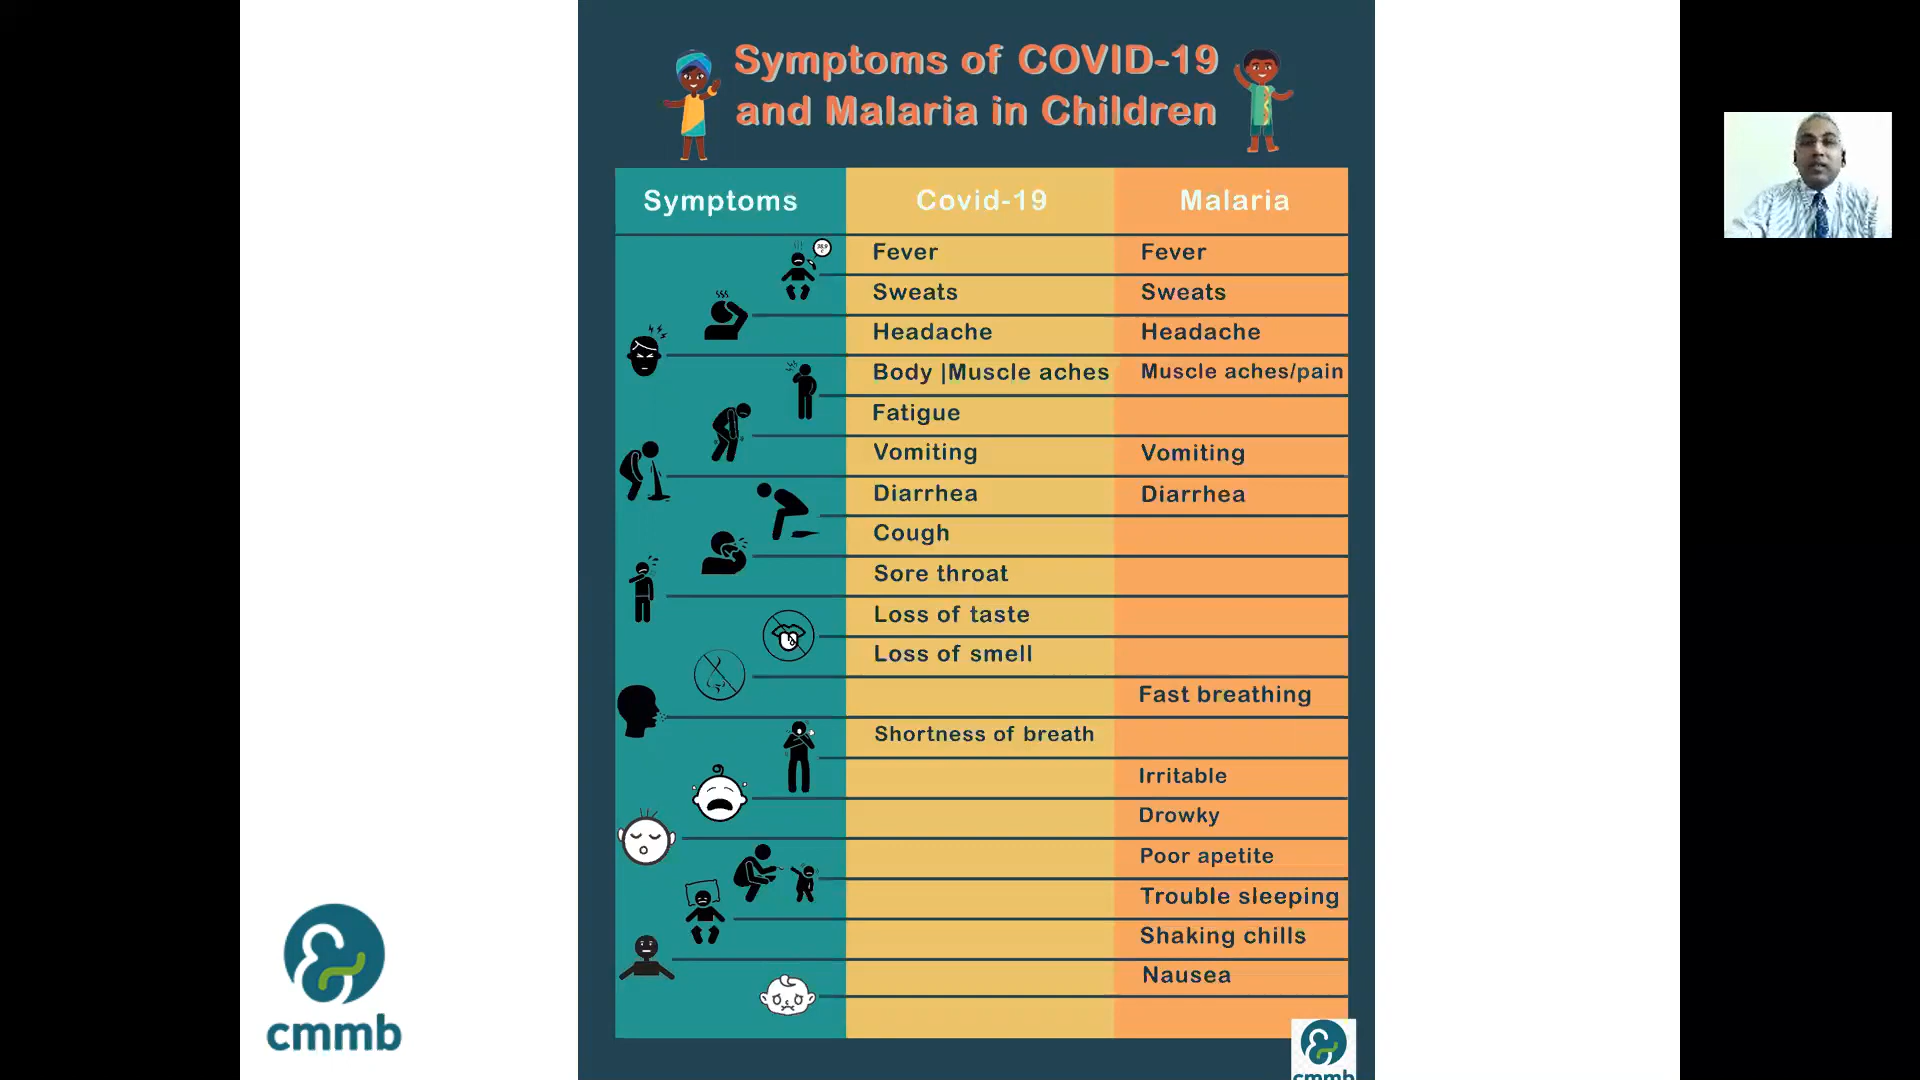 Symptoms of COVID-19
and Malaria in Children
Symptoms Covid-19 Malaria
Fever Fever
Sweats Sweats
Headache Headache
Body |Muscle aches Muscle aches/pain
Fatigue
Vomiting Vomiting
Diarrhea Diarrhea
Cough
Sore throat
Loss of taste
Loss of smell
Fast breathing
Shortness of breath
Irritable
Drowky
Poor apetite
Trouble sleeping
Shaking chills
Nausea
cmmb
cmmb